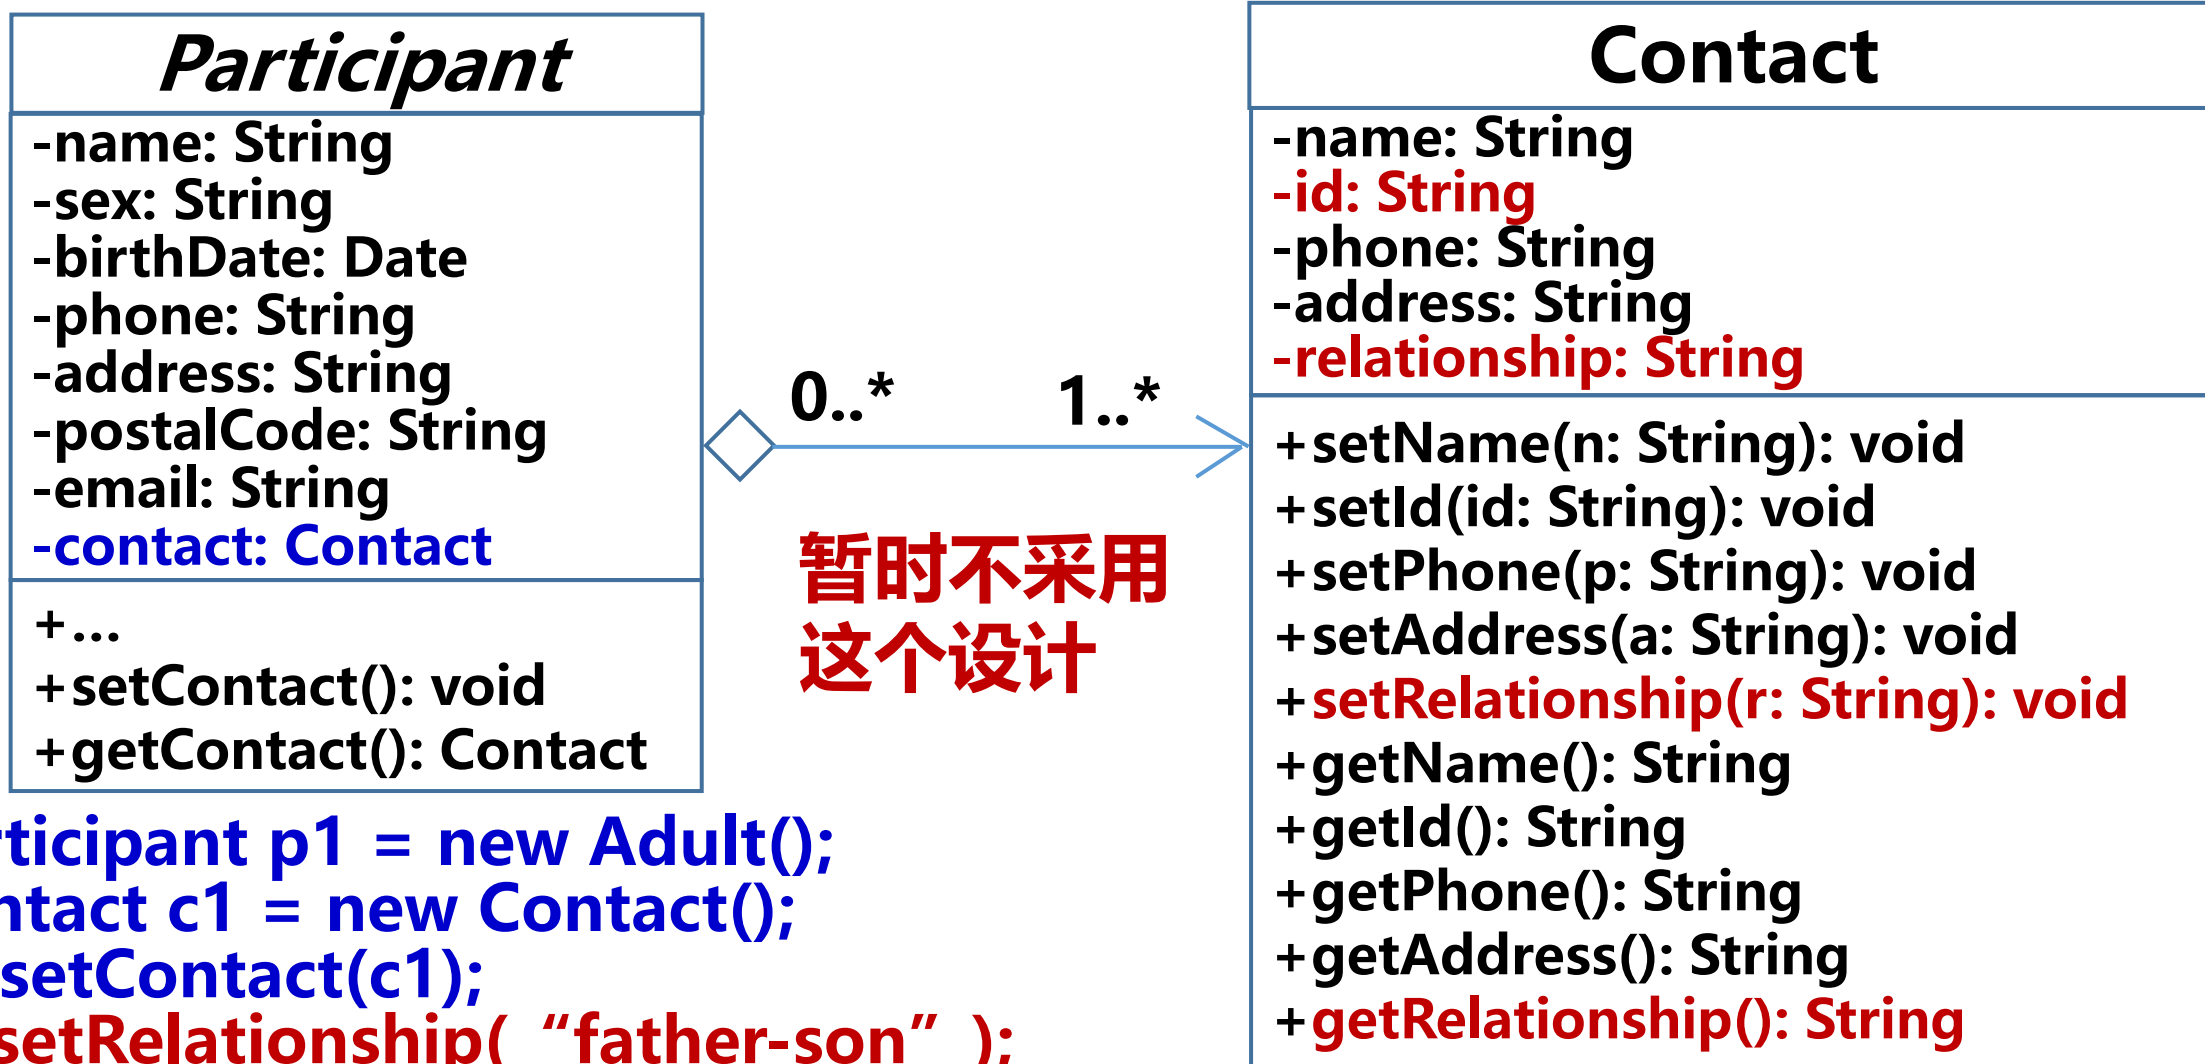 Participant
-name: String
-sex: String
-birthDate: Date
-phone: String
-address: String
-postalCode: String
-email: String
-contact: Contact
+...
+setContact(): void
+getContact(): Contact
0..*
1..*
暂时不采用
这个设计
Contact
-name: String
-id: String
-phone: String
-address: String
-relationship: String
+setName(n: String): void
+setId(id: String): void
+setPhone(p: String): void
+setAddress(a: String): void
+setRelationship(r: String): void
+getName(): String
+getId(): String
+getPhone(): String
+getAddress(): String
+getRelationship(): String
rticipant p1 = new Adult();
ntact c1 = new Contact();
setContact(c1);
setRelationship( “father-son” );